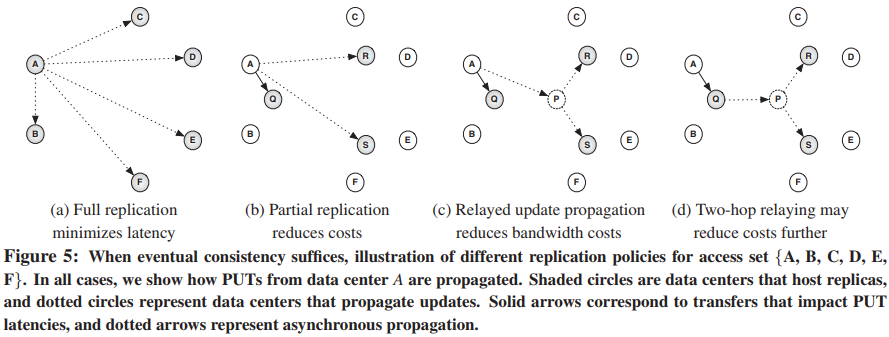 C
A
D
B
E
F
C
A
R
D
Q
B
S
E
F
C
A
R
D
Q
P
B
S
E
F
C
A
R
D
Q
P
B
S
E
F
(a) Full replication
minimizes latency
(b) Partial replication
reduces costs
(c) Relayed update propagation
reduces bandwidth costs
(d) Two-hop relaying may
reduce costs further
Figure 5: When eventual consistency suffices, illustration of different replication policies for access set {A, B, C, D, E,
F}. In all cases, we show how PUTs from data center A are propagated. Shaded circles are data centers that host replicas,
and dotted circles represent data centers that propagate updates. Solid arrows correspond to transfers that impact PUT
latencies, and dotted arrows represent asynchronous propagation.